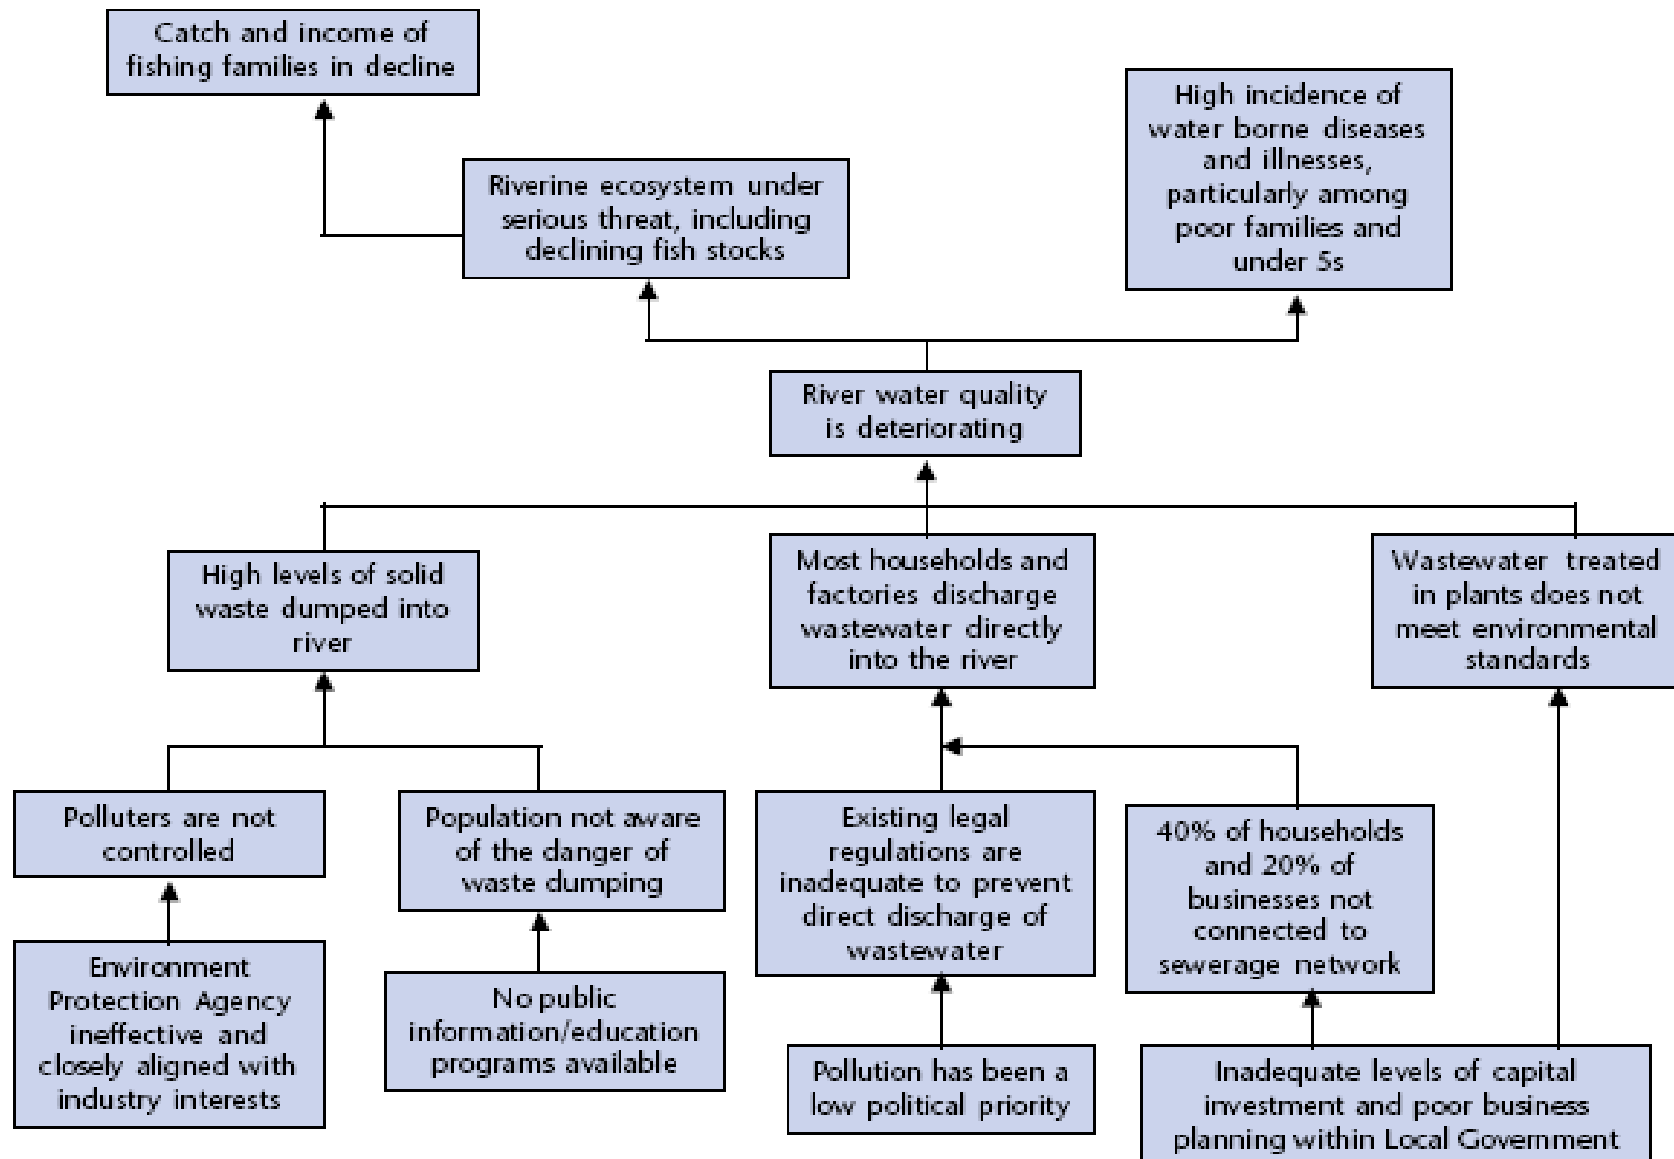 Catch and income of
fishing families in decline
High incidence of
water borne diseases
and illnesses,
particularly among
poor families and
under 5s
Riverine ecosystem under
serious threat, including
declining fish stocks
River water quality
is deteriorating
High levels of solid
waste dumped into
river
Most households and
factories discharge
wastewater directly
into the river
Wastewater treated
in plants does not
meet environmental
standards
Polluters are not
controlled
Population not aware
of the danger of
waste dumping
Existing legal
regulations are
inadequate to prevent
direct discharge of
wastewater
40% of households
and 20% of
businesses not
connected to
sewerage network
Environment
Protection Agency
ineffective and
closely aligned with
industry interests
No public
information/education
programs available
Pollution has been a
low political priority
Inadequate levels of capital
investment and poor business
planning within Local Government